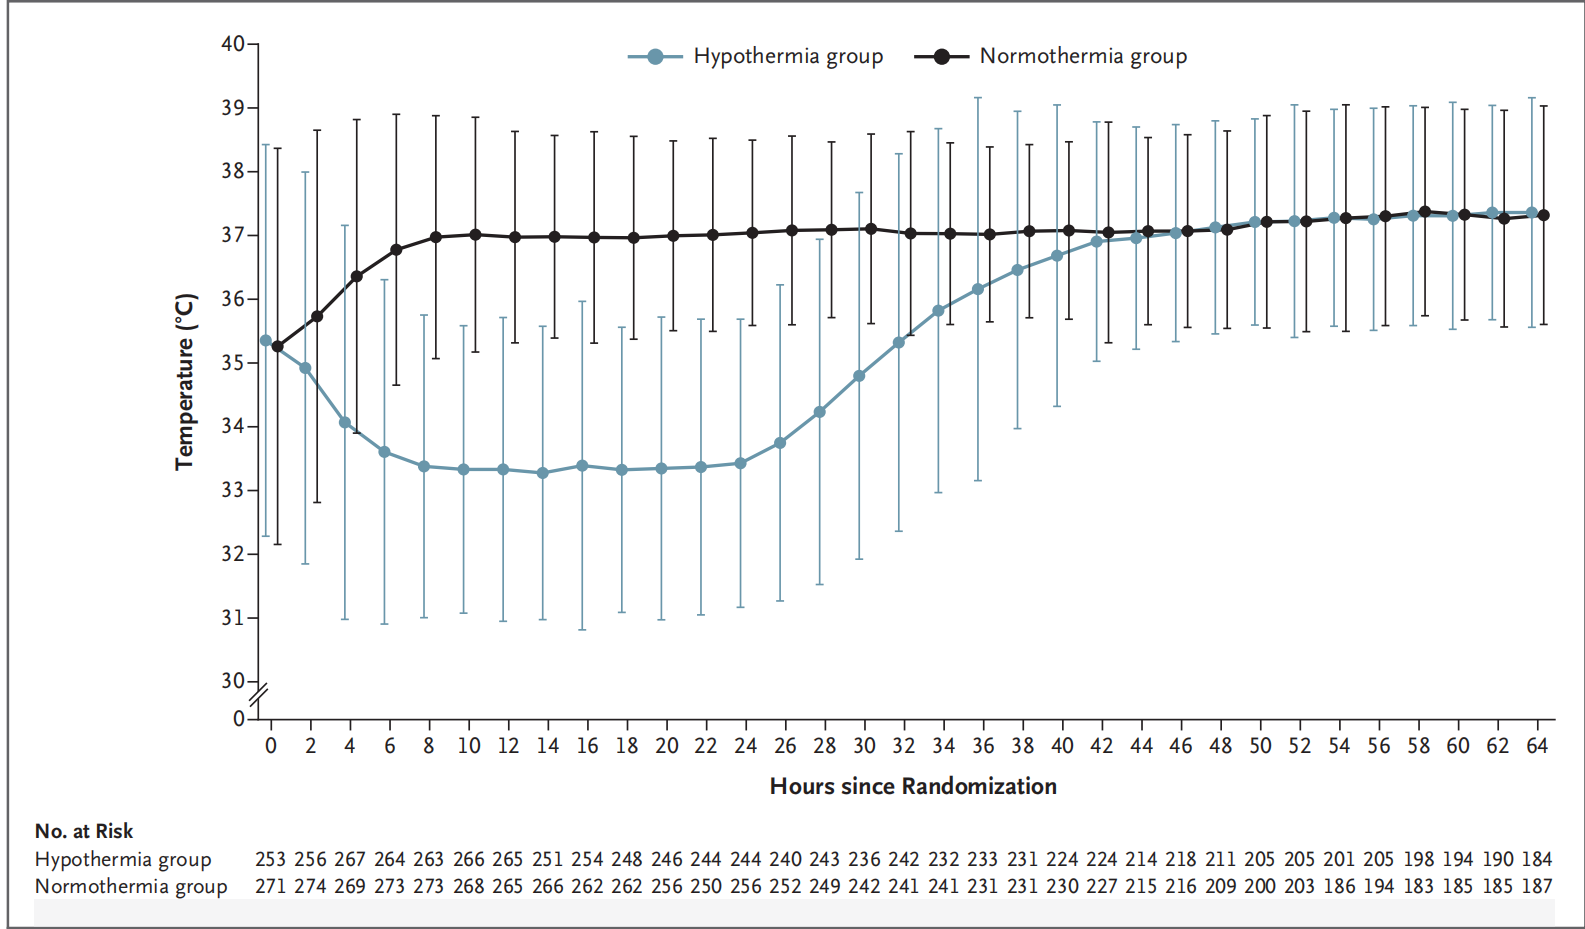 Hypothermia group Normothermia group
40
39
38
37
36
35
34
33
32
31
30
0
Temperature (°C)
0 2 4 6 8 10 12 14 16 18 20 22 24 26 28 30 32 34 36 38 40 42 44 46 48 50 52 54 56 58 60 62 64
Hours since Randomization
No. at Risk
Hypothermia group 253 256 267 264 263 266 265 251 254 248 246 244 244 240 243 236 242 232 233 231 224 224 214 218 211 205 205 201 205 198 194 190 184
Normothermia group 271 274 269 273 273 268 265 266 262 262 256 250 256 252 249 242 241 241 231 231 230 227 215 216 209 200 203 186 194 183 185 185 187